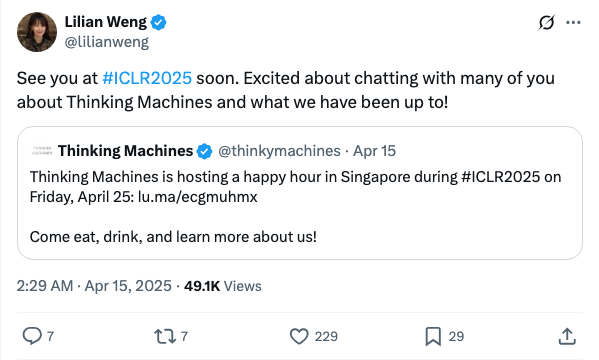 Lilian Weng
@lilianweng
See you at #ICLR2025 soon. Excited about chatting with many of you
about Thinking Machines and what we have been up to!
Thinking Machines @thinkymachines · Apr 15
Thinking Machines is hosting a happy hour in Singapore during #ICLR2025 on
Friday, April 25: lu.ma/ecgmuhmx
Come eat, drink, and learn more about us!
2:29 AM · Apr 15, 2025 · 49.1K Views
7 7 229 29